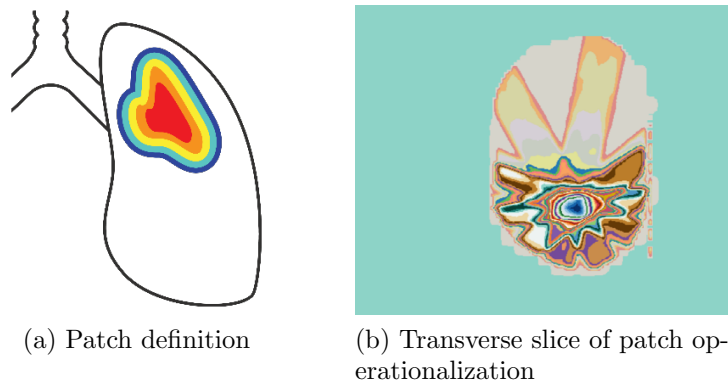 (a) Patch definition
(b) Transverse slice of patch op-
erationalization